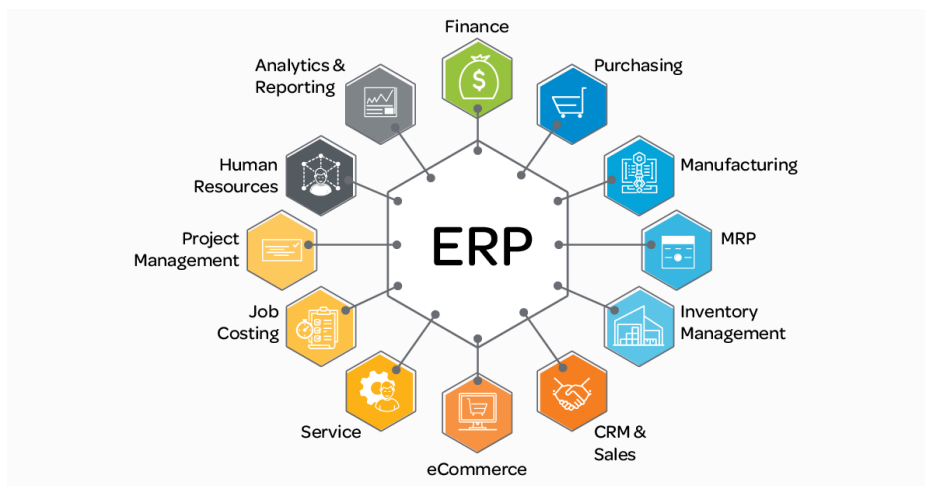 Finance
Analytics &
Reporting
Purchasing
Human
Resources
Manufacturing
Project
Management
ERP
MRP
Job
Costing
Inventory
Management
Service
CRM &
Sales
eCommerce
$